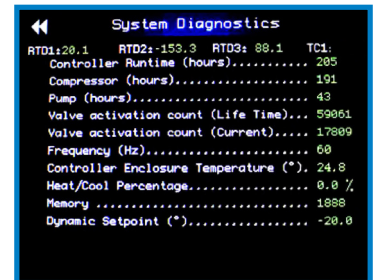 System Diagnostics
RTD1:20.1 RTD2:-153.3 RTD3: 88.1 TC1:
Controller Runtime (hours)........... 205
Compressor (hours)................... 191
Pump (hours)......................... 43
Valve activation count (Life Time)... 59061
Valve activation count (Current)..... 17809
Frequency (Hz)....................... 60
Controller Enclosure Temperature (°). 24.8
Heat/Cool Percentage................. 0.0 %
Memory .............................. 1888
Dynamic Setpoint (°)................. -20.0